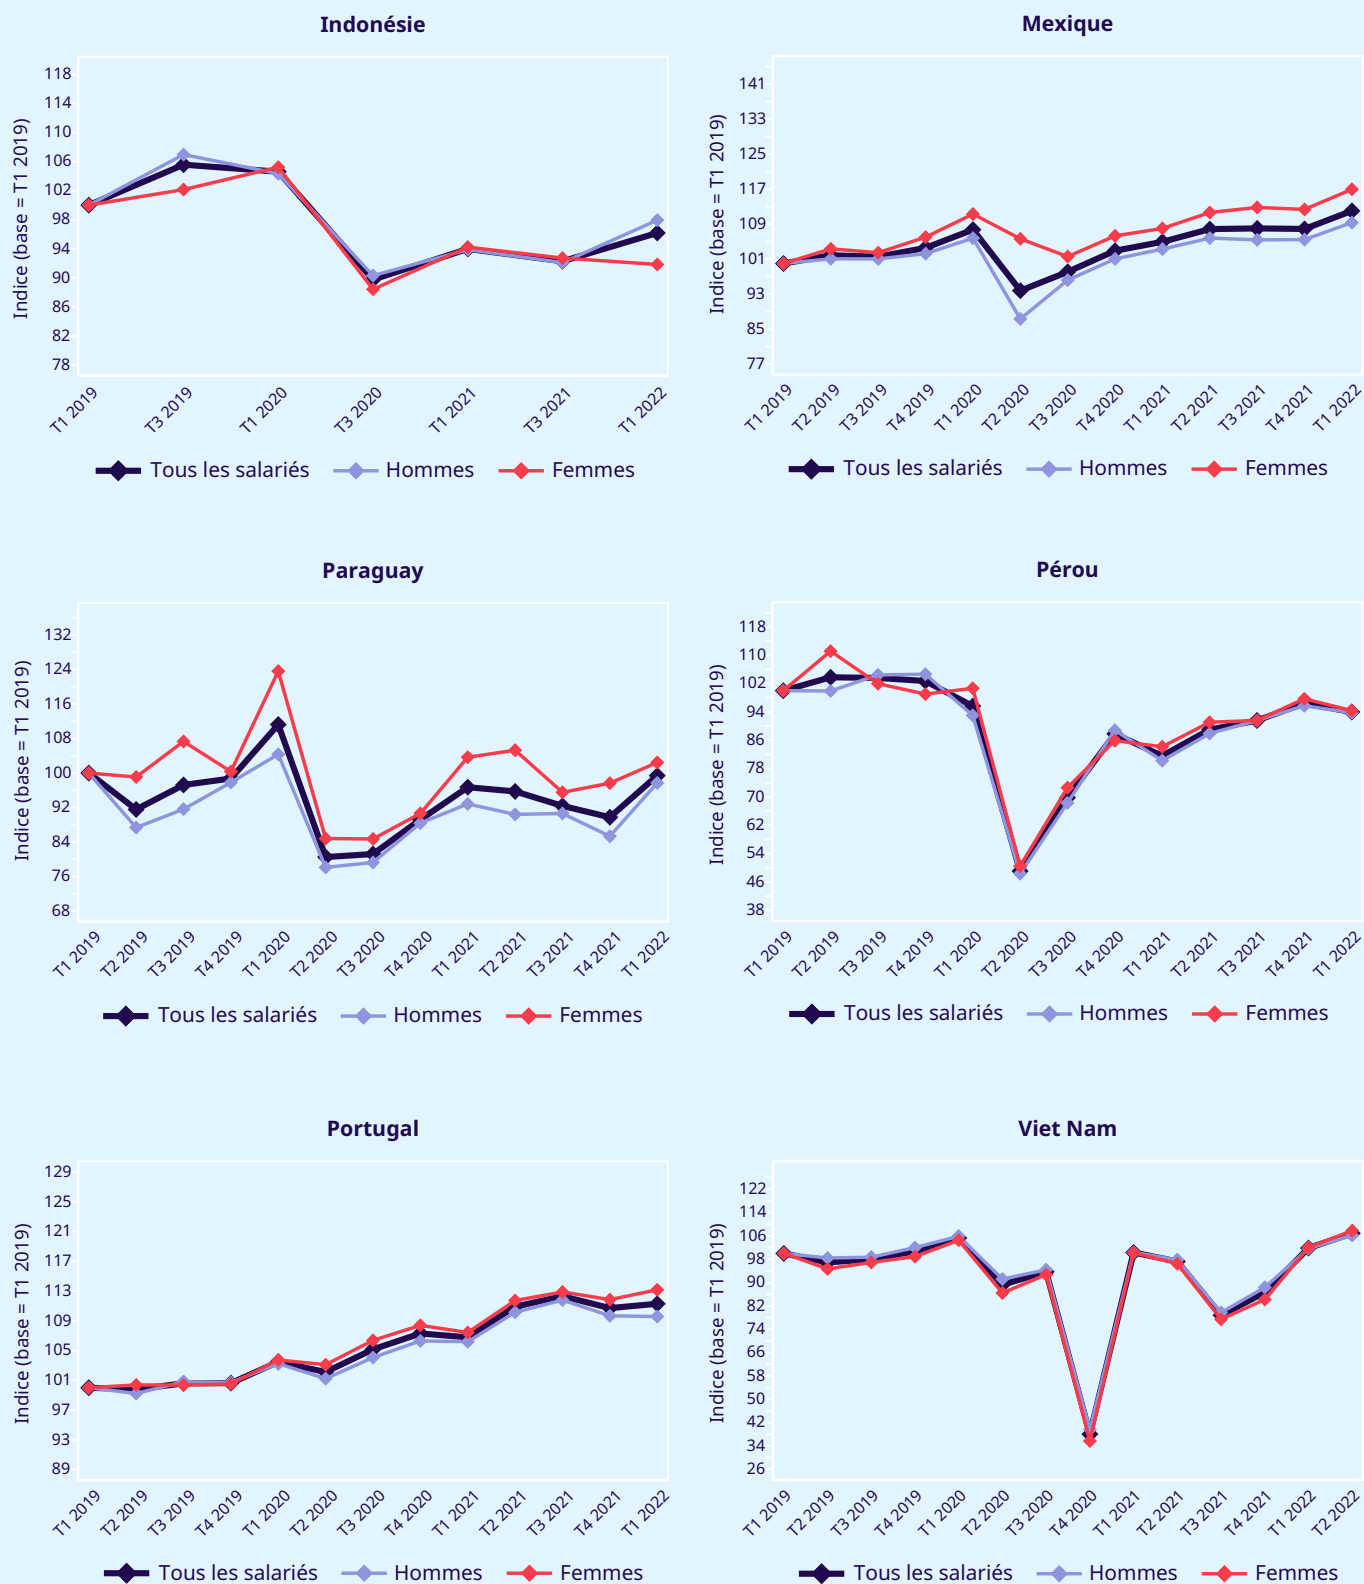 Indonésie
Indice (base = T1 2019)
118
114
110
106
102
98
94
90
86
82
78
T1 2019
T3 2019
T1 2020
T3 2020
T1 2021
T3 2021
T1 2022
Tous les salariés Hommes Femmes
Mexique
Indice (base = T1 2019)
141
133
125
117
109
101
93
85
77
T1 2019
T2 2019
T3 2019
T4 2019
T1 2020
T2 2020
T3 2020
T4 2020
T1 2021
T2 2021
T3 2021
T4 2021
T1 2022
Tous les salariés Hommes Femmes
Paraguay
Indice (base = T1 2019)
132
124
116
108
100
92
84
76
68
T1 2019
T2 2019
T3 2019
T4 2019
T1 2020
T2 2020
T3 2020
T4 2020
T1 2021
T2 2021
T3 2021
T4 2021
T1 2022
Tous les salariés Hommes Femmes
Pérou
Indice (base = T1 2019)
118
110
102
94
86
78
70
62
54
46
38
T1 2019
T2 2019
T3 2019
T4 2019
T1 2020
T2 2020
T3 2020
T4 2020
T1 2021
T2 2021
T3 2021
T4 2021
T1 2022
Tous les salariés Hommes Femmes
Portugal
Indice (base = T1 2019)
129
125
121
117
113
109
105
101
97
93
89
T1 2019
T2 2019
T3 2019
T4 2019
T1 2020
T2 2020
T3 2020
T4 2020
T1 2021
T2 2021
T3 2021
T4 2021
T1 2022
Tous les salariés Hommes Femmes
Viet Nam
Indice (base = T1 2019)
122
114
106
98
90
82
74
66
58
50
42
34
26
T1 2019
T2 2019
T3 2019
T4 2019
T1 2020
T2 2020
T3 2020
T4 2020
T1 2021
T2 2021
T3 2021
T4 2021
T1 2022
T2 2022
Tous les salariés Hommes Femmes